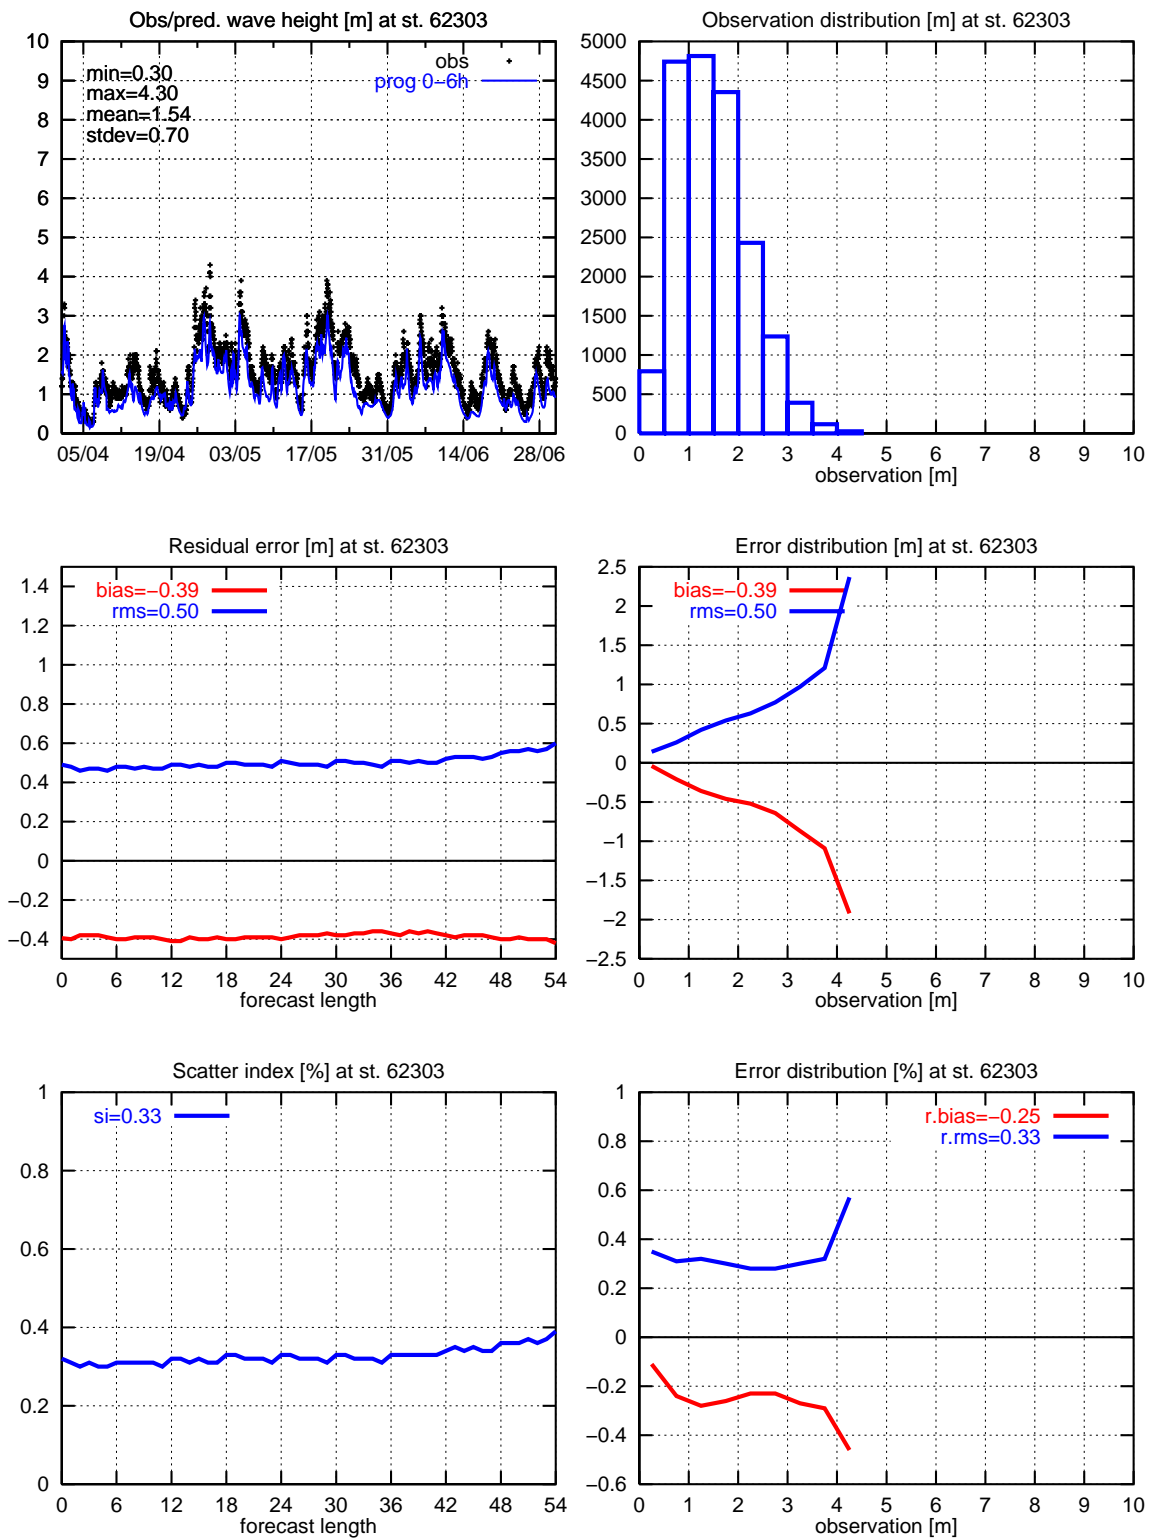 Obs/pred. wave height [m] at st. 62303
10
9
8
7
6
5
4
3
2
1
0
min=0.30
max=4.30
mean=1.54
stdev=0.70
obs
prog 0−6h
05/04 19/04 03/05 17/05 31/05 14/06 28/06
Observation distribution [m] at st. 62303
5000
4500
4000
3500
3000
2500
2000
1500
1000
500
0
0 1 2 3 4 5 6 7 8 9 10
observation [m]
Residual error [m] at st. 62303
1.4
1.2
1
0.8
0.6
0.4
0.2
0
−0.2
−0.4
bias=−0.39
rms=0.50
0 6 12 18 24 30 36 42 48 54
forecast length
Error distribution [m] at st. 62303
2.5
2
1.5
1
0.5
0
−0.5
−1
−1.5
−2
−2.5
bias=−0.39
rms=0.50
0 1 2 3 4 5 6 7 8 9 10
observation [m]
Scatter index [%] at st. 62303
1
0.8
0.6
0.4
0.2
0
si=0.33
0 6 12 18 24 30 36 42 48 54
forecast length
Error distribution [%] at st. 62303
1
0.8
0.6
0.4
0.2
0
−0.2
−0.4
−0.6
r.bias=−0.25
r.rms=0.33
0 1 2 3 4 5 6 7 8 9 10
observation [m]